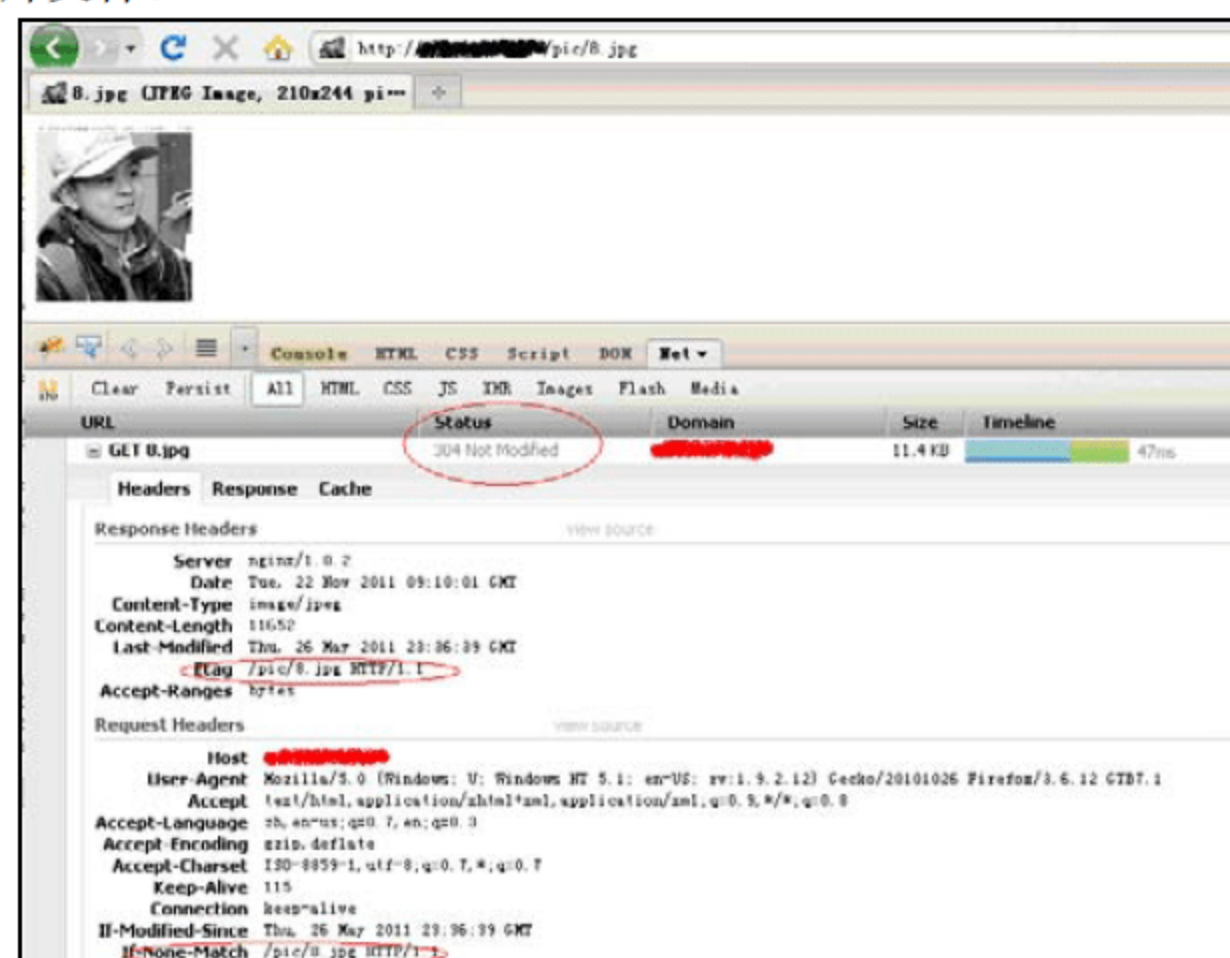 http:/ /pic/8.jpg
8.jpg (JPEG Image, 210x244 pi…
Console HTML CSS Script DOM Net
Clear Persist All HTML CSS JS XHR Images Flash Media
URL Status Domain Size Timeline
GET 8.jpg 304 Not Modified 11.4 KB 47ms
Headers Response Cache
Response Headers view source
Server nginx/1.0.2
Date Tue, 22 Nov 2011 09:10:01 GMT
Content-Type image/jpeg
Content-Length 11652
Last-Modified Thu, 26 May 2011 23:36:39 GMT
Etag /pic/8.jpg HTTP/1.1
Accept-Ranges bytes
Request Headers view source
Host
User-Agent Mozilla/5.0 (Windows; U; Windows NT 5.1; en-US; rv:1.9.2.12) Gecko/20101026 Firefox/3.6.12 GTB7.1
Accept text/html,application/xhtml+xml,application/xml;q=0.9,*/*;q=0.8
Accept-Language zh,en-us;q=0.7,en;q=0.3
Accept-Encoding gzip,deflate
Accept-Charset ISO-8859-1,utf-8;q=0.7,*;q=0.7
Keep-Alive 115
Connection keep-alive
If-Modified-Since Thu, 26 May 2011 23:36:39 GMT
If-None-Match /pic/8.jpg HTTP/1.1